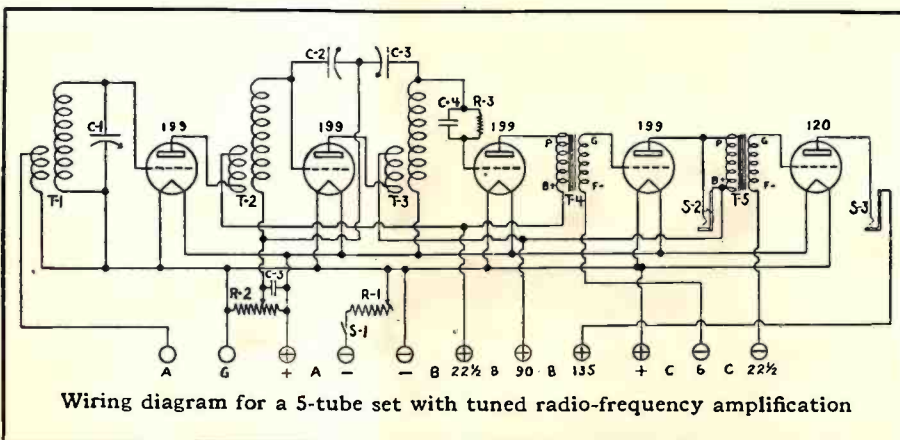 C-2 C-3
C-1 199 199 C-4 R-3 199 P G 199 P G 120
T-1 T-2 T-3 B+ F- T-4 S-2 B+ F- T-5 S-3
C-5
R-2 R-1
S-1
+ - - + + + + - -
A G + A - - B 22½ B 90 B 135 + C 6 C 22½
Wiring diagram for a 5-tube set with tuned radio-frequency amplification